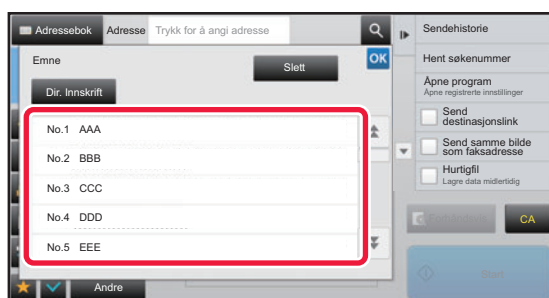 Adressebok Adresse Trykk for å angi adresse
Emne
Slett
OK
Dir. Innskrift
No.1 AAA
No.2 BBB
No.3 CCC
No.4 DDD
No.5 EEE
Andre
Sendehistorie
Hent søkenummer
Åpne program
Åpne registrerte innstillinger
Send
destinasjonslink
Send samme bilde
som faksadresse
Hurtigfil
Lagre data midlertidig
CA
Start